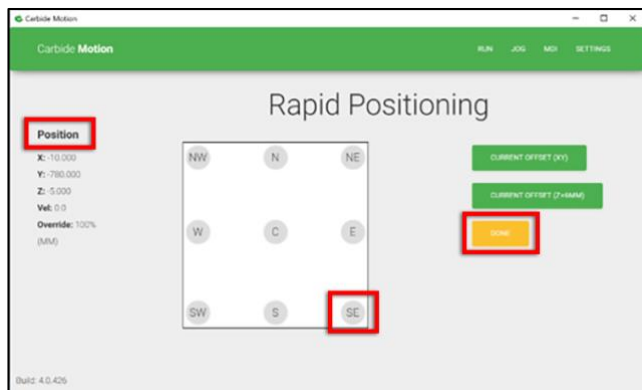 Carbide Motion
Carbide Motion
RUN JOG MDI SETTINGS
Rapid Positioning
Position
X: -10.000
Y: -780.000
Z: -5.000
Vel: 0.0
Override: 100%
(MM)
NW N NE
W C E
SW S SE
CURRENT OFFSET (XY)
CURRENT OFFSET (Z+6MM)
DONE
Build: 4.0.426